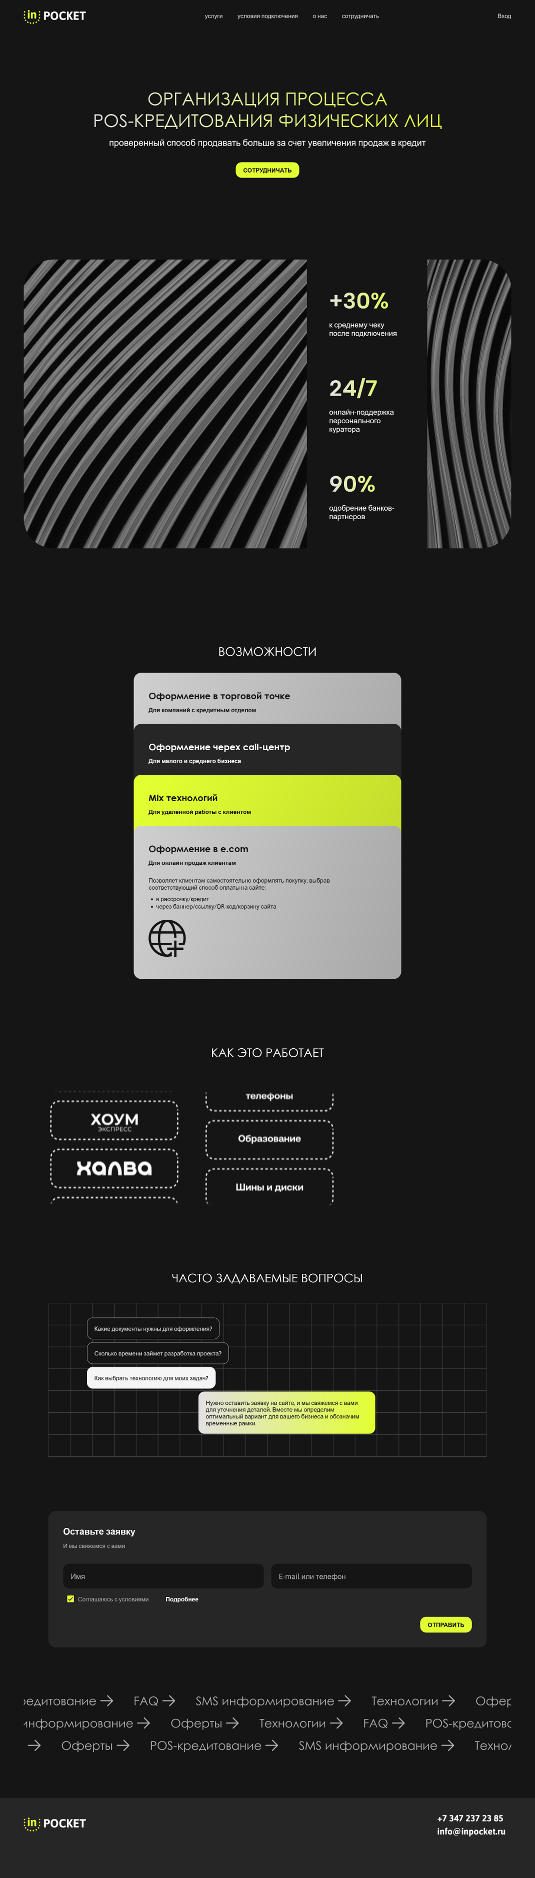 in POCKET
услуги
условия подключения
о нас
сотрудничать
Вход
ОРГАНИЗАЦИЯ ПРОЦЕССА
POS-КРЕДИТОВАНИЯ ФИЗИЧЕСКИХ ЛИЦ
проверенный способ продавать больше за счет увеличения продаж в кредит
СОТРУДНИЧАТЬ
+30%
к среднему чеку
после подключения
24/7
онлайн-поддержка
персонального
куратора
90%
одобрение банков-
партнеров
ВОЗМОЖНОСТИ
Оформление в торговой точке
Для компаний с кредитным отделом
Оформление черех call-центр
Для малого и среднего бизнеса
Mix технологий
Для удаленной работы с клиентом
Оформление в e.com
Для онлайн продаж клиентам
Позволяет клиентам самостоятельно оформлять покупку, выбрав
соответствующий способ оплаты на сайте:
• в рассрочку/кредит
• через баннер/ссылку/QR-код/корзину сайта
КАК ЭТО РАБОТАЕТ
ХОУМ
ЭКСПРЕСС
халва
телефоны
Образование
Шины и диски
ЧАСТО ЗАДАВАЕМЫЕ ВОПРОСЫ
Какие документы нужны для оформления?
Сколько времени займет разработка проекта?
Как выбрать технологию для моих задач?
Нужно оставить заявку на сайте, и мы свяжемся с вами
для уточнения деталей. Вместе мы определим
оптимальный вариант для вашего бизнеса и обозначим
временные рамки.
Оставьте заявку
И мы свяжемся с вами
Имя
E-mail или телефон
Соглашаюсь с условиями
Подробнее
ОТПРАВИТЬ
редитование → FAQ → SMS информирование → Технологии → Офер
информирование → Оферты → Технологии → FAQ → POS-кредитовс
→ Оферты → POS-кредитование → SMS информирование → Технол
in POCKET
+7 347 237 23 85
info@inpocket.ru